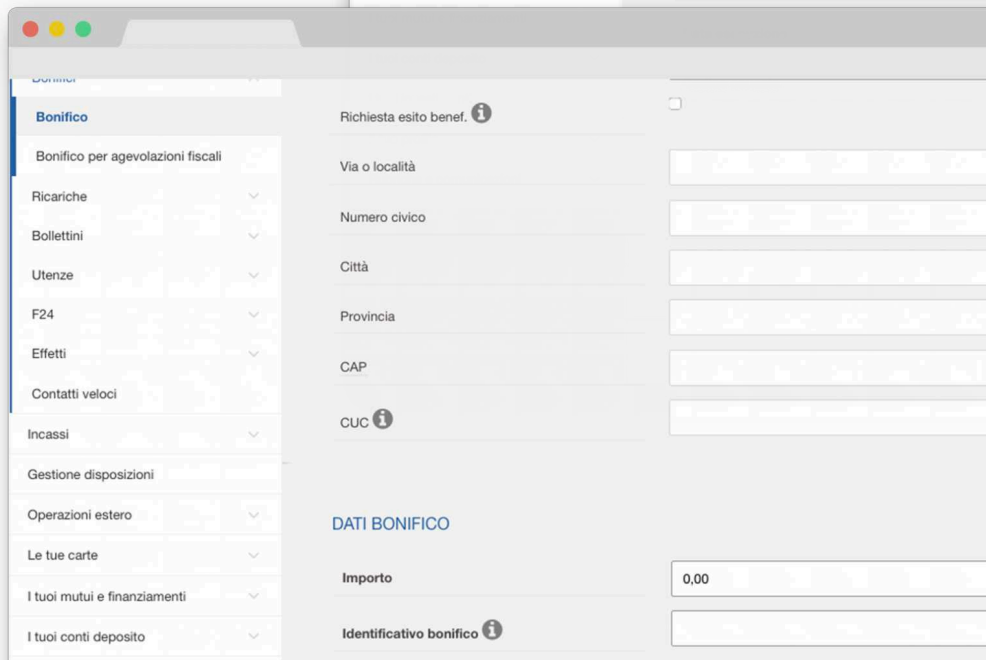 Bonifici
Bonifico
Bonifico per agevolazioni fiscali
Ricariche
Bollettini
Utenze
F24
Effetti
Contatti veloci
Incassi
Gestione disposizioni
Operazioni estero
Le tue carte
I tuoi mutui e finanziamenti
I tuoi conti deposito
Richiesta esito benef.
Via o località
Numero civico
Città
Provincia
CAP
CUC
DATI BONIFICO
Importo 0,00
Identificativo bonifico